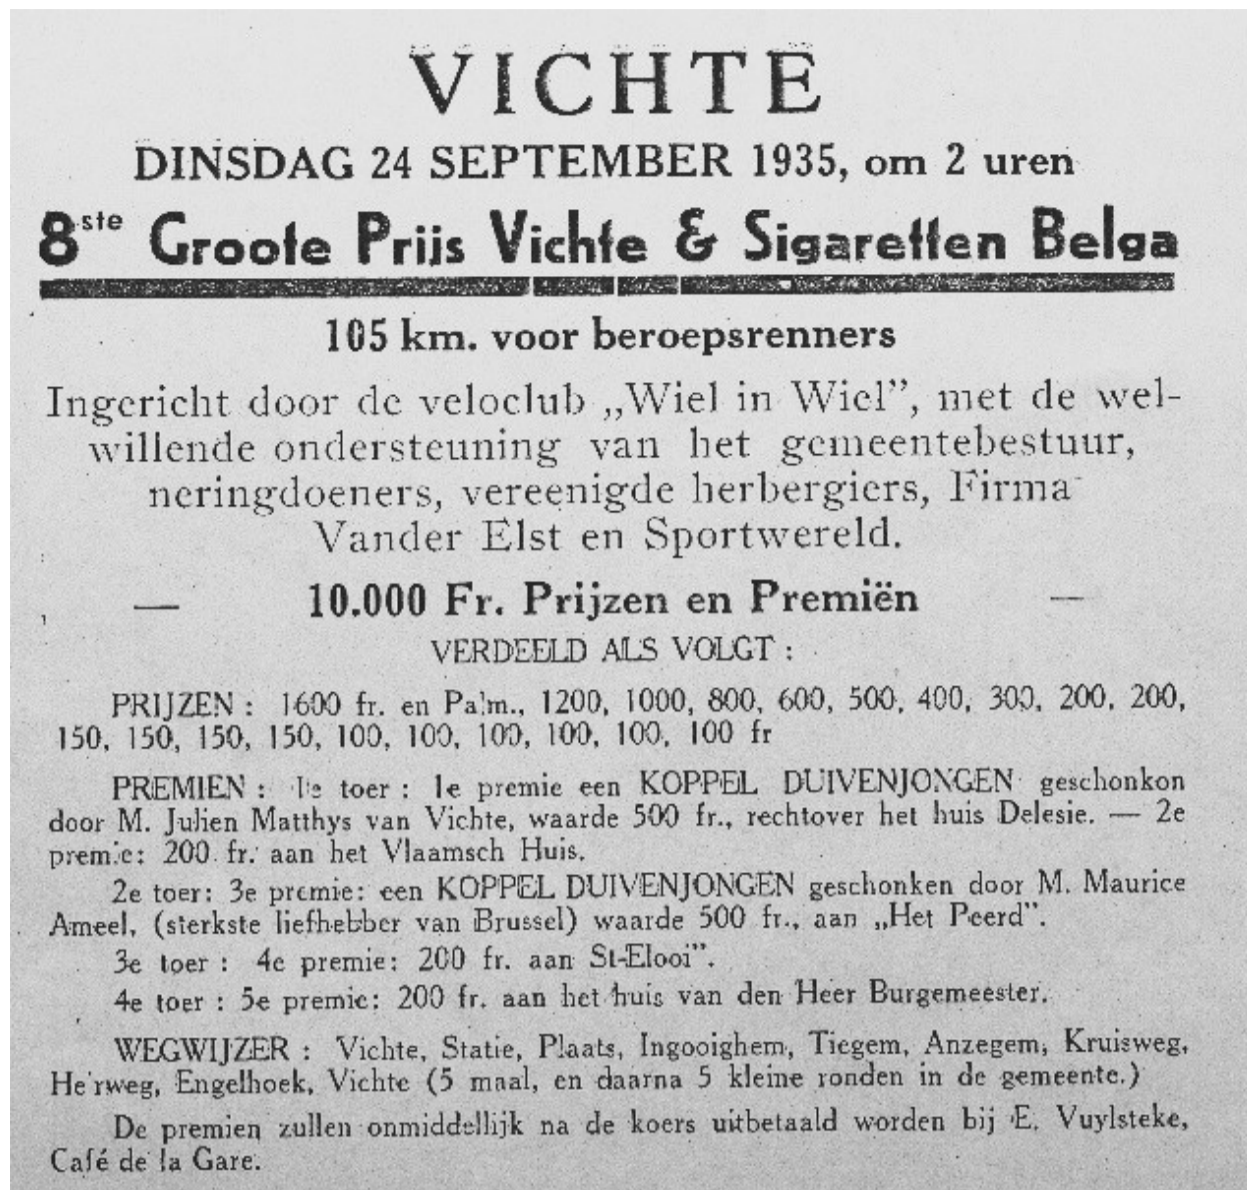 VICHTE
DINSDAG 24 SEPTEMBER 1935, om 2 uren
8ste Groote Prijs Vichte & Sigaretten Belga
105 km. voor beroepsrenners
Ingericht door de veloclub „Wiel in Wiel”, met de wel-
willende ondersteuning van het gemeentebestuur,
neringdoeners, vereenigde herbergiers, Firma
Vander Elst en Sportwereld.
— 10.000 Fr. Prijzen en Premiën —
VERDEELD ALS VOLGT :
PRIJZEN : 1600 fr. en Palm., 1200, 1000, 800, 600, 500, 400, 300, 200, 200,
150, 150, 150, 150, 100, 100, 100, 100, 100, 100 fr
PREMIEN : 1e toer : 1e premie een KOPPEL DUIVENJONGEN geschonkon
door M. Julien Matthys van Vichte, waarde 500 fr., rechtover het huis Delesie. — 2e
premie: 200 fr. aan het Vlaamsch Huis.
2e toer: 3e premie: een KOPPEL DUIVENJONGEN geschonken door M. Maurice
Ameel, (sterkste liefhebber van Brussel) waarde 500 fr., aan „Het Peerd”.
3e toer : 4e premie: 200 fr. aan St-Elooi”.
4e toer : 5e premie: 200 fr. aan het huis van den Heer Burgemeester.
WEGWIJZER : Vichte, Statie, Plaats, Ingooighem, Tiegem, Anzegem, Kruisweg,
Heirweg, Engelhoek, Vichte (5 maal, en daarna 5 kleine ronden in de gemeente.)
De premien zullen onmiddellijk na de koers uitbetaald worden bij E. Vuylsteke,
Café de la Gare.